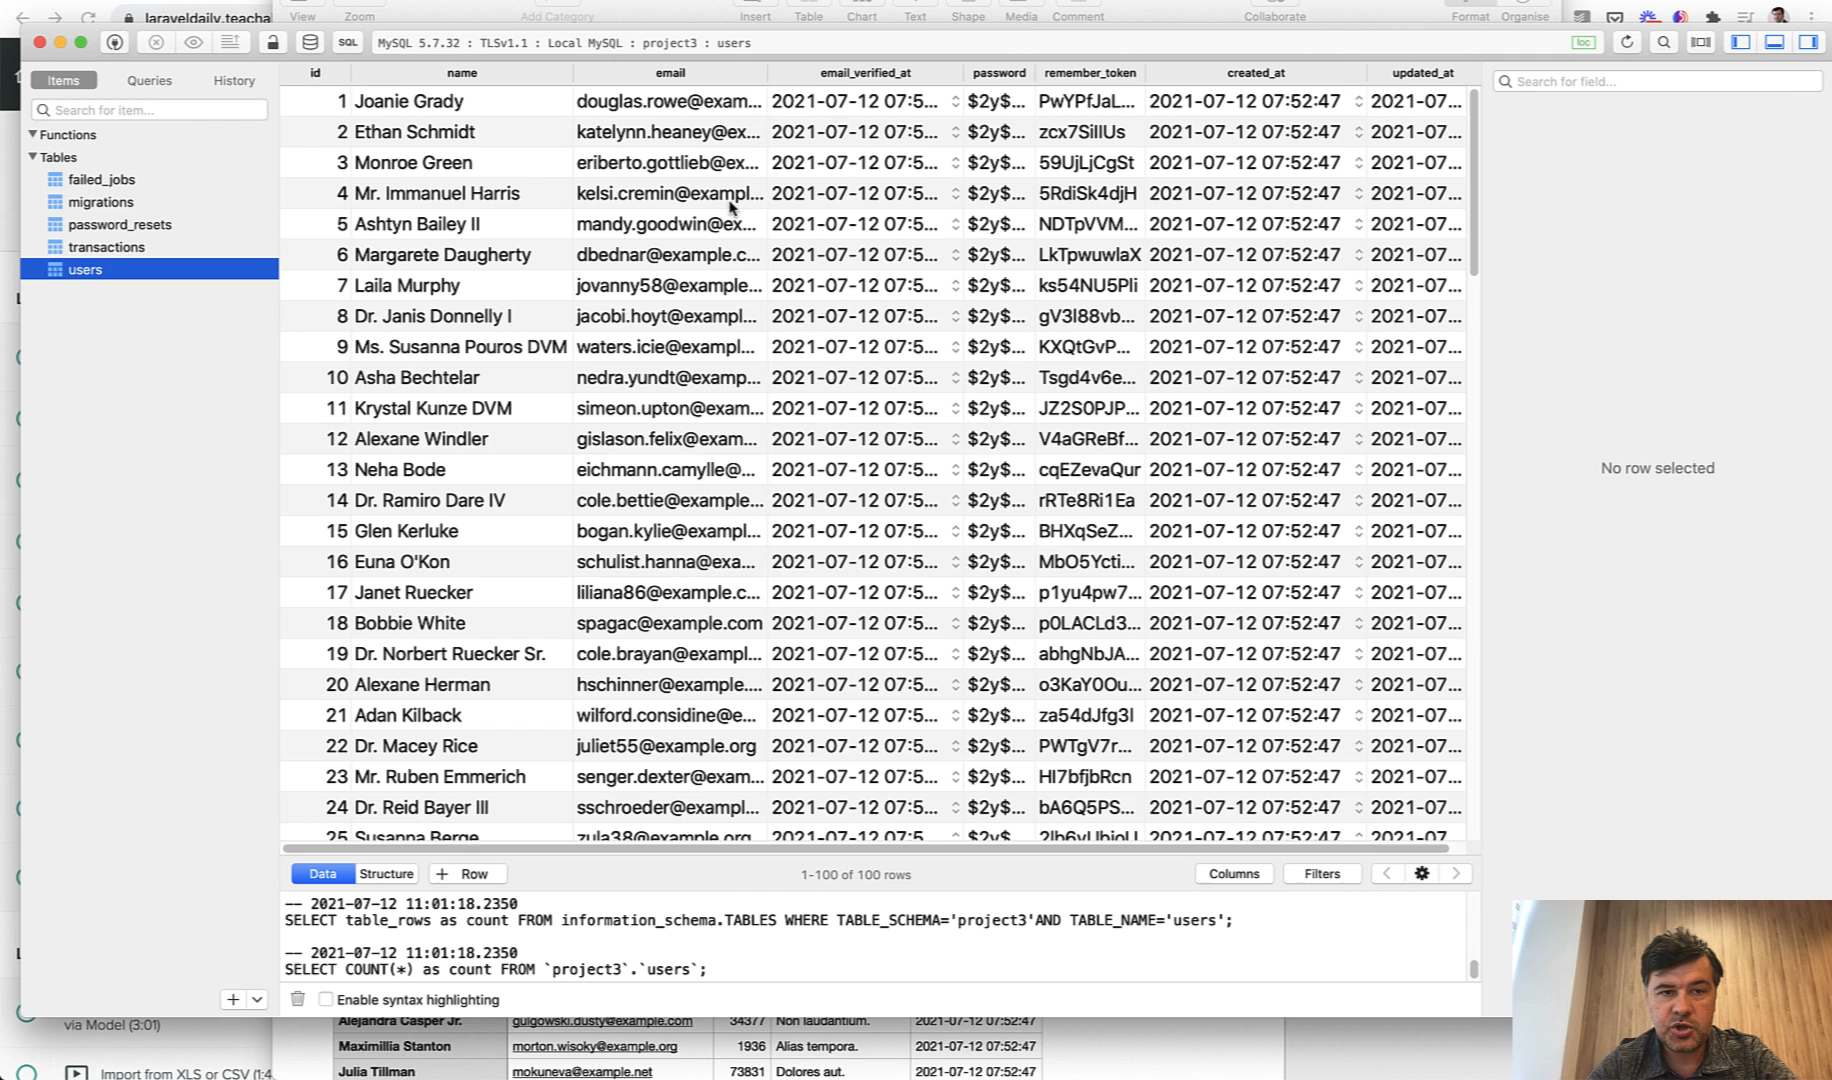 laraveldaily.teacha
View Zoom Add Category Insert Table Chart Text Shape Media Comment Collaborate Format Organise
SQL MySQL 5.7.32 : TLSv1.1 : Local MySQL : project3 : users loc
Items Queries History
Search for item...
Functions
Tables
failed_jobs
migrations
password_resets
transactions
users
id name email email_verified_at password remember_token created_at updated_at
1 Joanie Grady douglas.rowe@exam... 2021-07-12 07:5... $2y$... PwYPfJaL... 2021-07-12 07:52:47 2021-07...
2 Ethan Schmidt katelynn.heaney@ex... 2021-07-12 07:5... $2y$... zcx7SiIlUs 2021-07-12 07:52:47 2021-07...
3 Monroe Green eriberto.gottlieb@ex... 2021-07-12 07:5... $2y$... 59UjLjCgSt 2021-07-12 07:52:47 2021-07...
4 Mr. Immanuel Harris kelsi.cremin@exampl... 2021-07-12 07:5... $2y$... 5RdiSk4djH 2021-07-12 07:52:47 2021-07...
5 Ashtyn Bailey II mandy.goodwin@ex... 2021-07-12 07:5... $2y$... NDTpVVM... 2021-07-12 07:52:47 2021-07...
6 Margarete Daugherty dbednar@example.c... 2021-07-12 07:5... $2y$... LkTpwuwlaX 2021-07-12 07:52:47 2021-07...
7 Laila Murphy jovanny58@example... 2021-07-12 07:5... $2y$... ks54NU5Pli 2021-07-12 07:52:47 2021-07...
8 Dr. Janis Donnelly I jacobi.hoyt@exampl... 2021-07-12 07:5... $2y$... gV3l88vb... 2021-07-12 07:52:47 2021-07...
9 Ms. Susanna Pouros DVM waters.icie@exampl... 2021-07-12 07:5... $2y$... KXQtGvP... 2021-07-12 07:52:47 2021-07...
10 Asha Bechtelar nedra.yundt@examp... 2021-07-12 07:5... $2y$... Tsgd4v6e... 2021-07-12 07:52:47 2021-07...
11 Krystal Kunze DVM simeon.upton@exam... 2021-07-12 07:5... $2y$... JZ2S0PJP... 2021-07-12 07:52:47 2021-07...
12 Alexane Windler gislason.felix@exam... 2021-07-12 07:5... $2y$... V4aGReBf... 2021-07-12 07:52:47 2021-07...
13 Neha Bode eichmann.camylle@... 2021-07-12 07:5... $2y$... cqEZevaQur 2021-07-12 07:52:47 2021-07...
14 Dr. Ramiro Dare IV cole.bettie@example... 2021-07-12 07:5... $2y$... rRTe8Ri1Ea 2021-07-12 07:52:47 2021-07...
15 Glen Kerluke bogan.kylie@exampl... 2021-07-12 07:5... $2y$... BHXqSeZ... 2021-07-12 07:52:47 2021-07...
16 Euna O'Kon schulist.hanna@exa... 2021-07-12 07:5... $2y$... MbO5Ycti... 2021-07-12 07:52:47 2021-07...
17 Janet Ruecker liliana86@example.c... 2021-07-12 07:5... $2y$... p1yu4pw7... 2021-07-12 07:52:47 2021-07...
18 Bobbie White spagac@example.com 2021-07-12 07:5... $2y$... p0LACLd3... 2021-07-12 07:52:47 2021-07...
19 Dr. Norbert Ruecker Sr. cole.brayan@exampl... 2021-07-12 07:5... $2y$... abhgNbJA... 2021-07-12 07:52:47 2021-07...
20 Alexane Herman hschinner@example.... 2021-07-12 07:5... $2y$... o3KaY0Ou... 2021-07-12 07:52:47 2021-07...
21 Adan Kilback wilford.considine@e... 2021-07-12 07:5... $2y$... za54dJfg3l 2021-07-12 07:52:47 2021-07...
22 Dr. Macey Rice juliet55@example.org 2021-07-12 07:5... $2y$... PWTgV7r... 2021-07-12 07:52:47 2021-07...
23 Mr. Ruben Emmerich senger.dexter@exam... 2021-07-12 07:5... $2y$... HI7bfjbRcn 2021-07-12 07:52:47 2021-07...
24 Dr. Reid Bayer III sschroeder@exampl... 2021-07-12 07:5... $2y$... bA6Q5PS... 2021-07-12 07:52:47 2021-07...
25 Susanna Berge zula38@example.org 2021-07-12 07:5... $2y$... 2021-07-12 07:52:47 2021-07...
Search for field...
No row selected
Data Structure + Row 1-100 of 100 rows Columns Filters
-- 2021-07-12 11:01:18.2350
SELECT table_rows as count FROM information_schema.TABLES WHERE TABLE_SCHEMA='project3'AND TABLE_NAME='users';
-- 2021-07-12 11:01:18.2350
SELECT COUNT(*) as count FROM `project3`.`users`;
Enable syntax highlighting
via Model (3:01)
Import from XLS or CSV (1:4
Alejandra Casper Jr. gulgowski.dusty@example.com 34377 Non laudantium. 2021-07-12 07:52:47
Maximillia Stanton morton.wisoky@example.org 1936 Alias tempora. 2021-07-12 07:52:47
Julia Tillman mokuneva@example.net 73831 Dolores aut. 2021-07-12 07:52:47